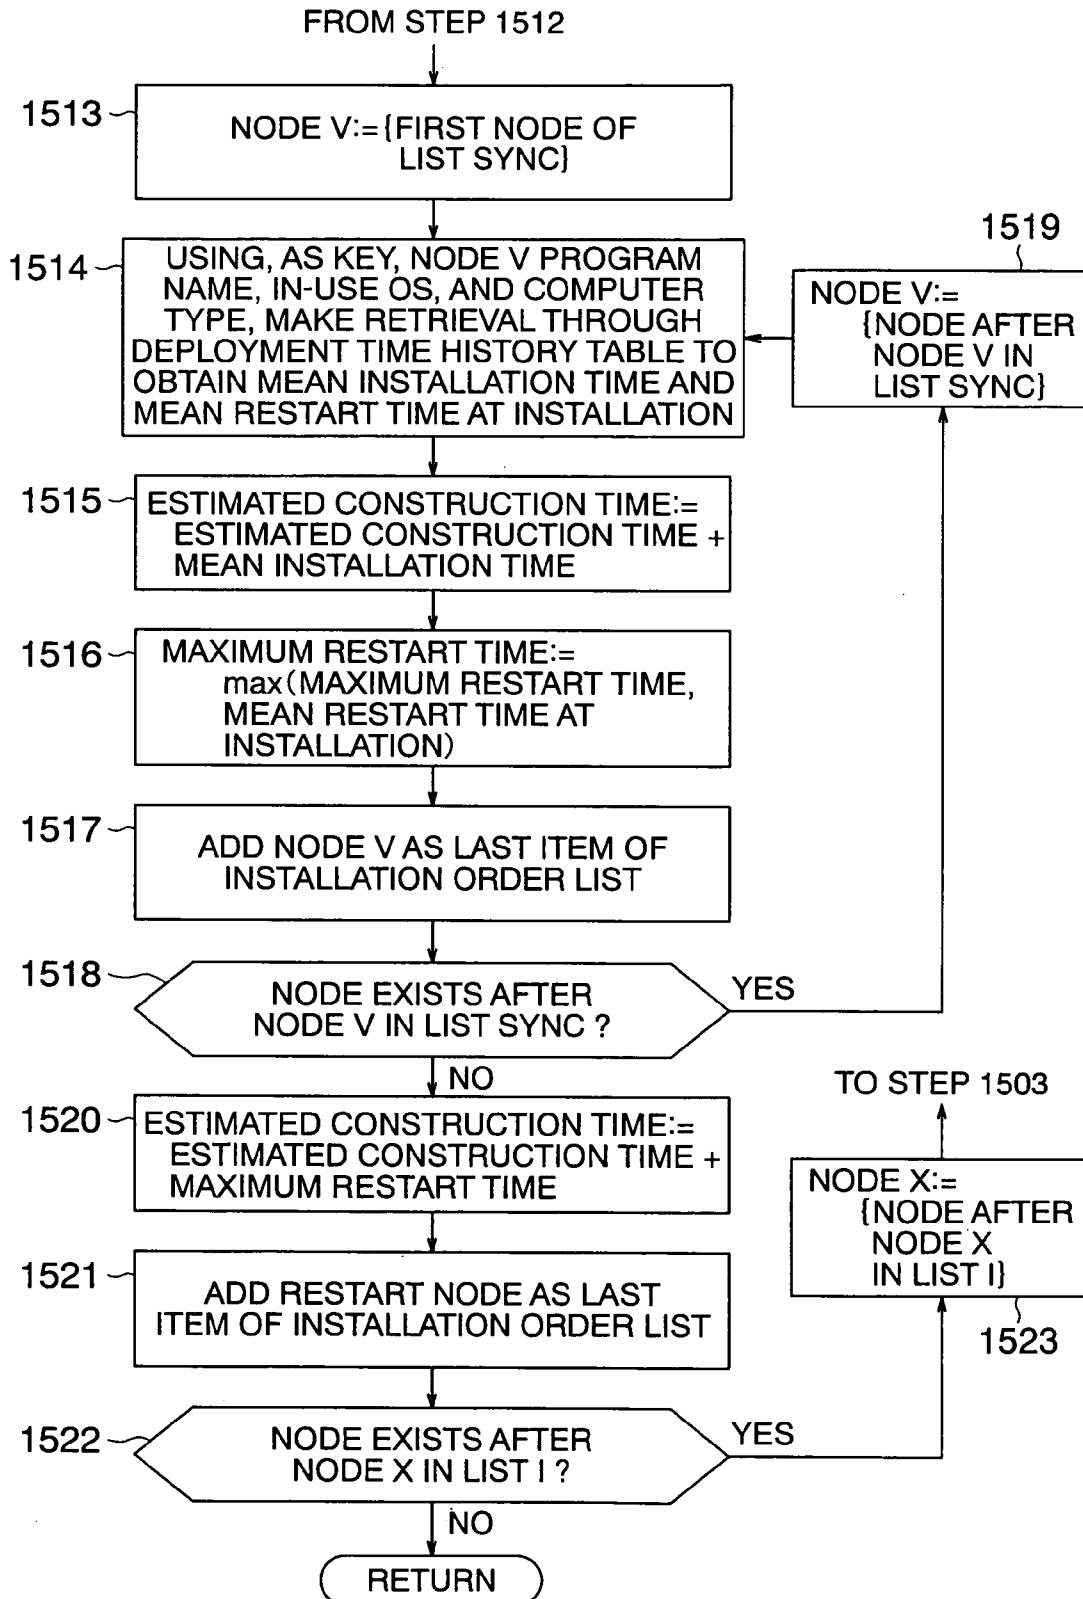 FROM STEP 1512
1513
NODE V:={FIRST NODE OF
LIST SYNC}
1514
USING, AS KEY, NODE V PROGRAM
NAME, IN-USE OS, AND COMPUTER
TYPE, MAKE RETRIEVAL THROUGH
DEPLOYMENT TIME HISTORY TABLE TO
OBTAIN MEAN INSTALLATION TIME AND
MEAN RESTART TIME AT INSTALLATION
1519
NODE V:=
{NODE AFTER
NODE V IN
LIST SYNC}
1515
ESTIMATED CONSTRUCTION TIME:=
ESTIMATED CONSTRUCTION TIME +
MEAN INSTALLATION TIME
1516
MAXIMUM RESTART TIME:=
max(MAXIMUM RESTART TIME,
MEAN RESTART TIME AT
INSTALLATION)
1517
ADD NODE V AS LAST ITEM OF
INSTALLATION ORDER LIST
1518
NODE EXISTS AFTER
NODE V IN LIST SYNC ?
YES
NO
1520
ESTIMATED CONSTRUCTION TIME:=
ESTIMATED CONSTRUCTION TIME +
MAXIMUM RESTART TIME
TO STEP 1503
NODE X:=
{NODE AFTER
NODE X
IN LIST I}
1523
1521
ADD RESTART NODE AS LAST
ITEM OF INSTALLATION ORDER LIST
1522
NODE EXISTS AFTER
NODE X IN LIST I ?
YES
NO
RETURN